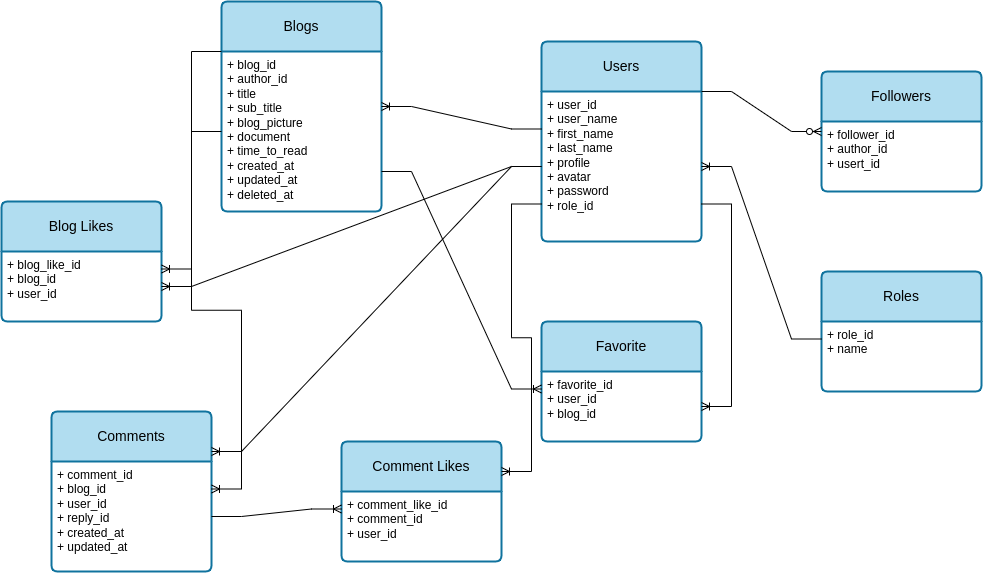 Blogs
+ blog_id
+ author_id
+ title
+ sub_title
+ blog_picture
+ document
+ time_to_read
+ created_at
+ updated_at
+ deleted_at
Users
+ user_id
+ user_name
+ first_name
+ last_name
+ profile
+ avatar
+ password
+ role_id
Followers
+ follower_id
+ author_id
+ usert_id
Blog Likes
+ blog_like_id
+ blog_id
+ user_id
Roles
+ role_id
+ name
Favorite
+ favorite_id
+ user_id
+ blog_id
Comments
+ comment_id
+ blog_id
+ user_id
+ reply_id
+ created_at
+ updated_at
Comment Likes
+ comment_like_id
+ comment_id
+ user_id